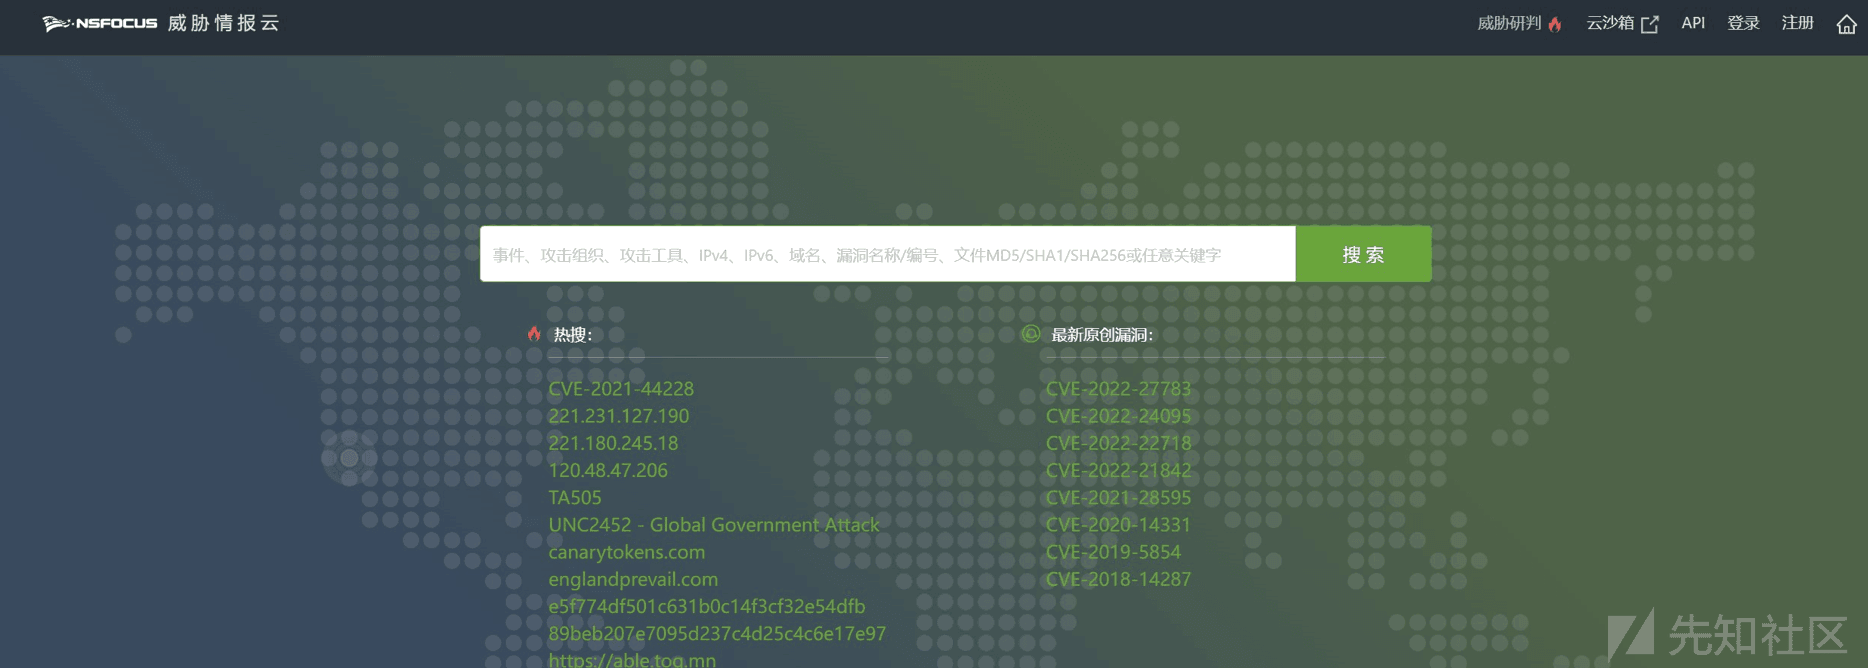 NSFOCUS 威胁情报云 威胁研判 云沙箱 API 登录 注册
事件、攻击组织、攻击工具、IPv4、IPv6、域名、漏洞名称/编号、文件MD5/SHA1/SHA256或任意关键字 搜 索
热搜: 最新原创漏洞:
CVE-2021-44228 CVE-2022-27783
221.231.127.190 CVE-2022-24095
221.180.245.18 CVE-2022-22718
120.48.47.206 CVE-2022-21842
TA505 CVE-2021-28595
UNC2452 - Global Government Attack CVE-2020-14331
canarytokens.com CVE-2019-5854
englandprevail.com CVE-2018-14287
e5f774df501c631b0c14f3cf32e54dfb
89beb207e7095d237c4d25c4c6e17e97
https://able.tog.mn
先知社区